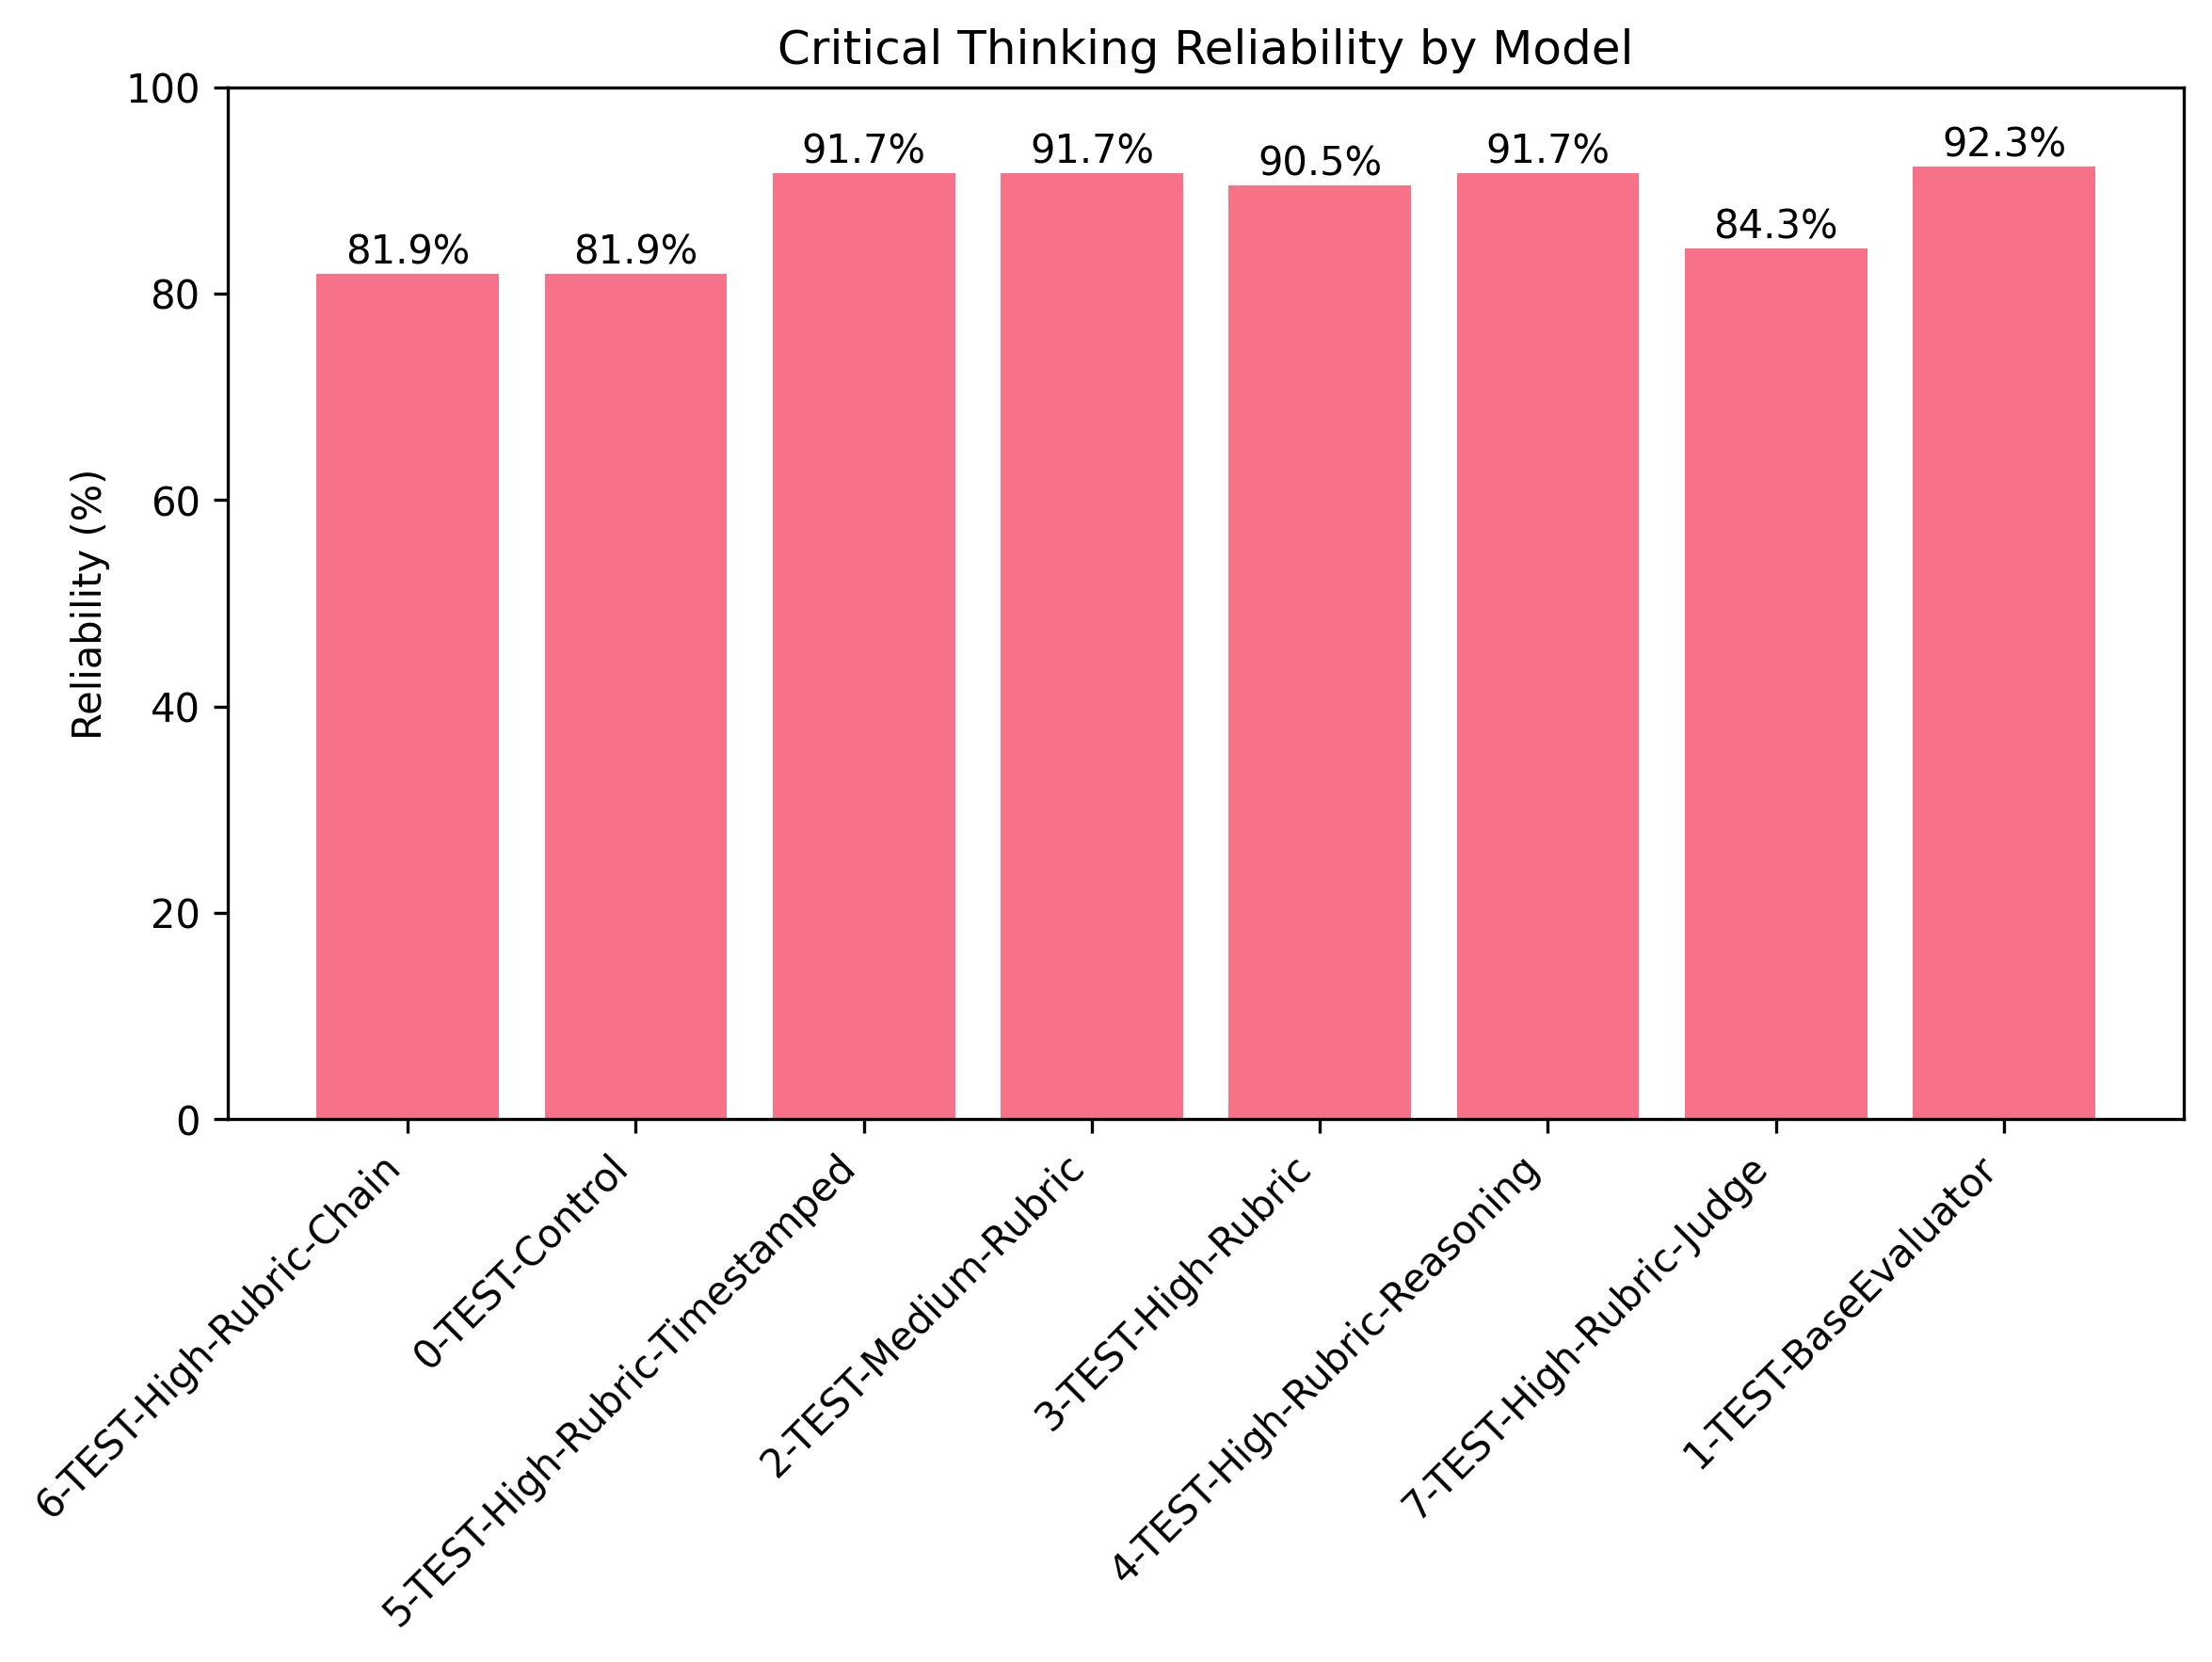 Critical Thinking Reliability by Model
Reliability (%)
100
80
60
40
20
0
81.9%
81.9%
91.7%
91.7%
90.5%
91.7%
84.3%
92.3%
6-TEST-High-Rubric-Chain
0-TEST-Control
5-TEST-High-Rubric-Timestamped
2-TEST-Medium-Rubric
3-TEST-High-Rubric
4-TEST-High-Rubric-Reasoning
7-TEST-High-Rubric-Judge
1-TEST-BaseEvaluator